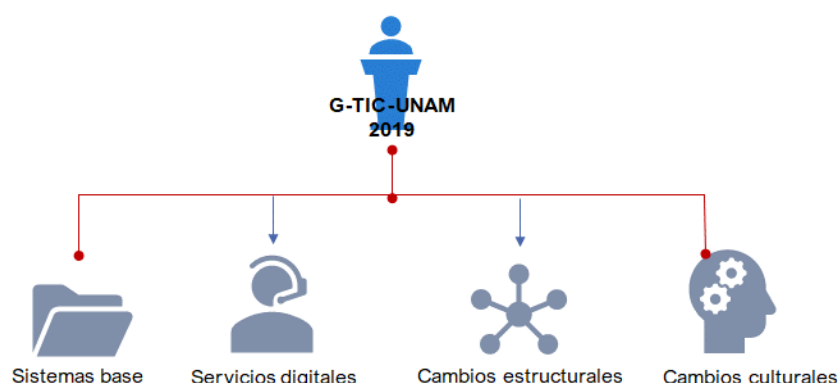 G-TIC-UNAM
2019
Sistemas base
Servicios digitales
Cambios estructurales
Cambios culturales